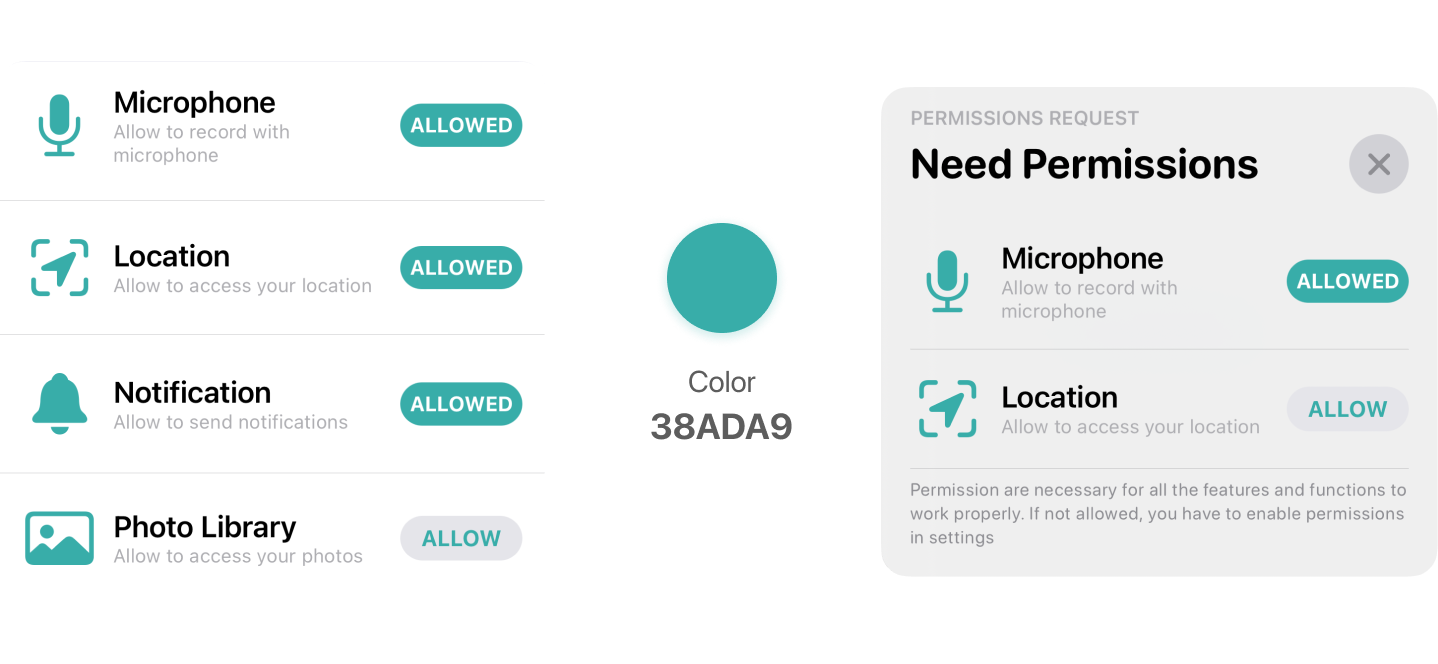 Microphone
Allow to record with
microphone
ALLOWED
Location
Allow to access your location
ALLOWED
Notification
Allow to send notifications
ALLOWED
Photo Library
Allow to access your photos
ALLOW
Color
38ADA9
PERMISSIONS REQUEST
Need Permissions
Microphone
Allow to record with
microphone
ALLOWED
Location
Allow to access your location
ALLOW
Permission are necessary for all the features and functions to
work properly. If not allowed, you have to enable permissions
in settings